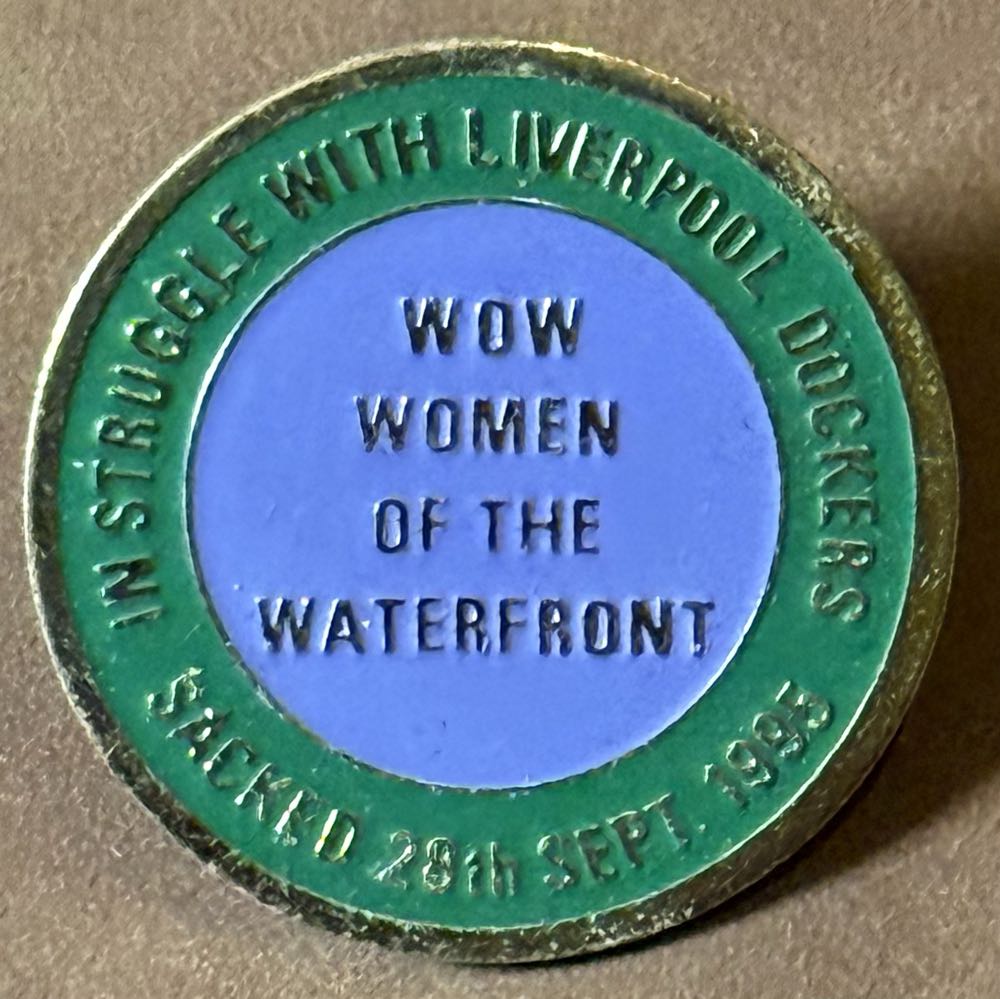 IN STRUGGLE WITH LIVERPOOL DOCKERS
WOW
WOMEN
OF THE
WATERFRONT
SACKED 28th SEPT. 1995